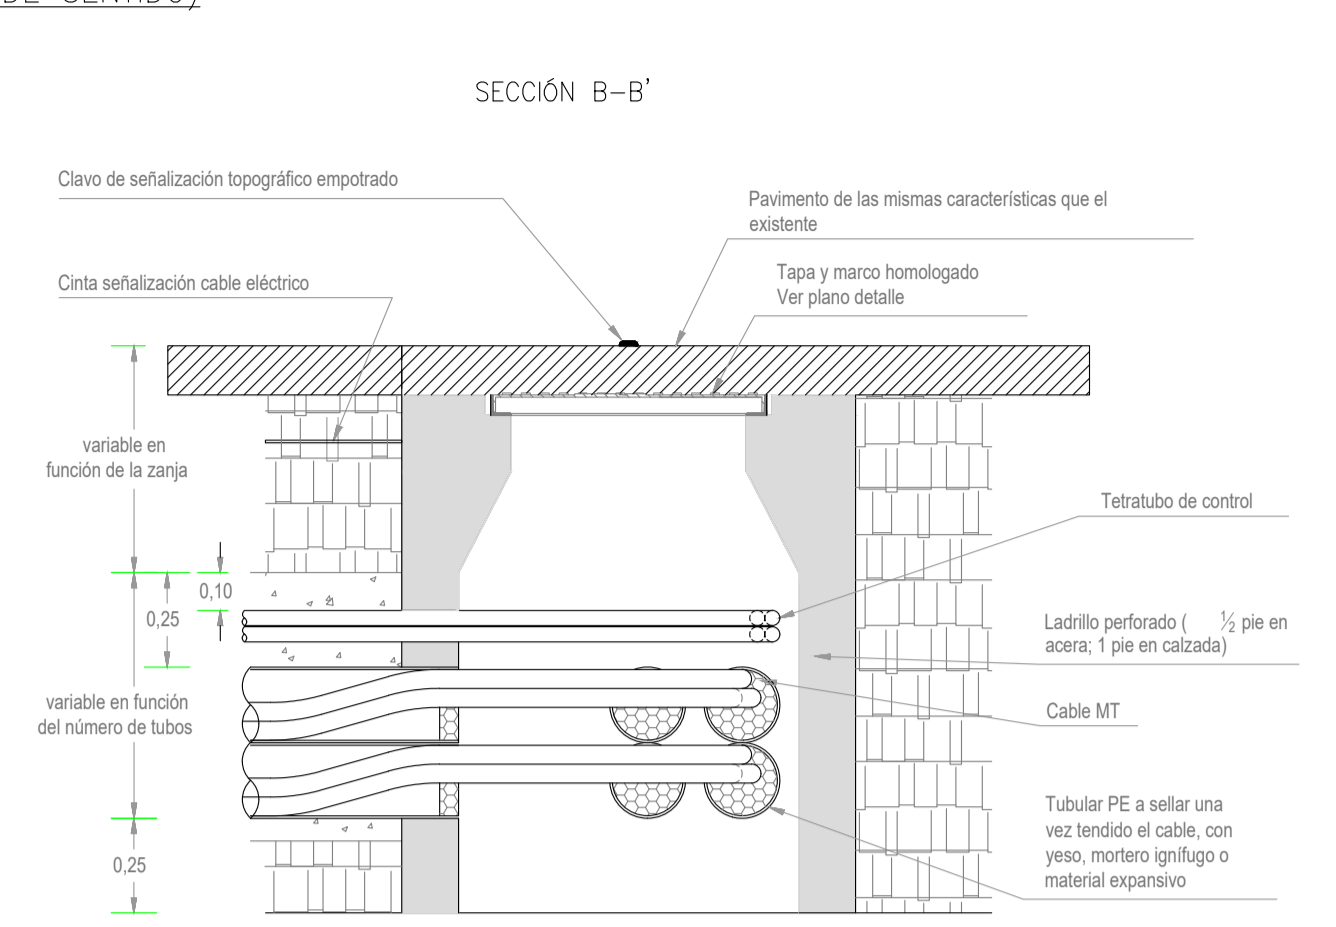 SECCIÓN B-B'
Clavo de señalización topográfico empotrado
Pavimento de las mismas características que el
existente
Tapa y marco homologado
Ver plano detalle
Cinta señalización cable eléctrico
variable en
función de la zanja
Tetratubo de control
0,10
0,25
Ladrillo perforado ( ½ pie en
acera; 1 pie en calzada)
variable en función
del número de tubos
Cable MT
Tubular PE a sellar una
vez tendido el cable, con
yeso, mortero ignífugo o
material expansivo
0,25